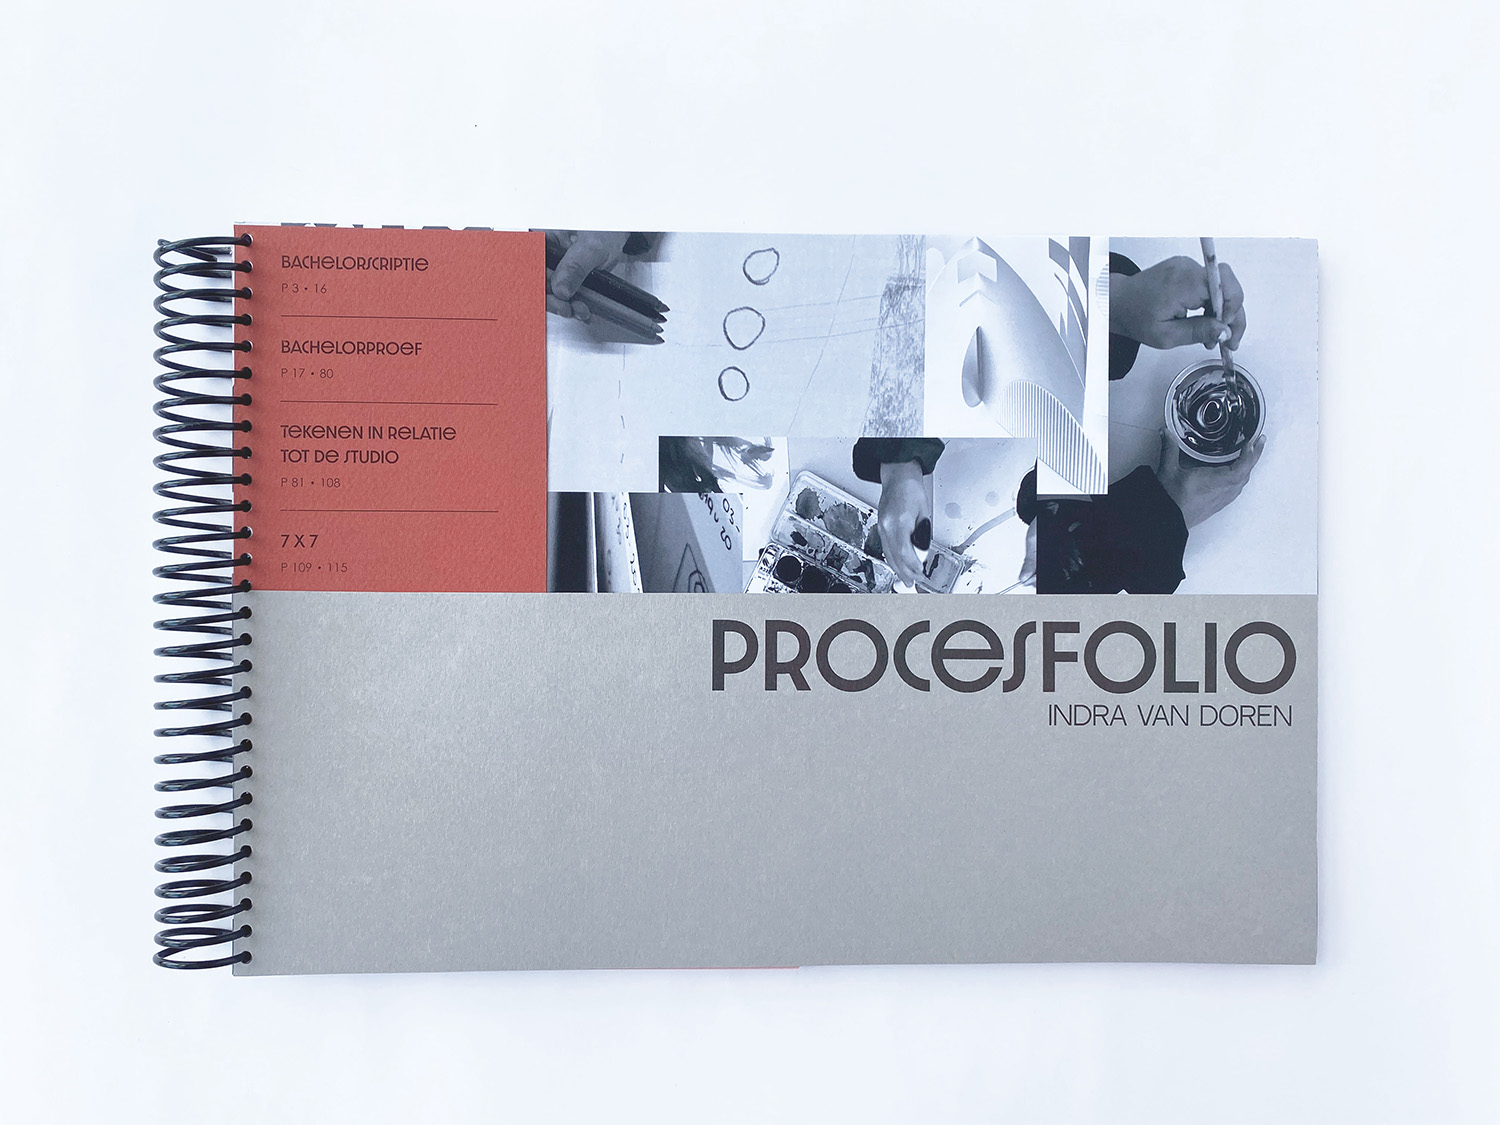 BACHELORSCRIPTIE
P 3 • 16
BACHELORPROEF
P 17 • 80
TEKENEN IN RELATIE
TOT DE STUDIO
P 81 • 108
7 X 7
P 109 • 115
PROCESFOLIO
INDRA VAN DOREN